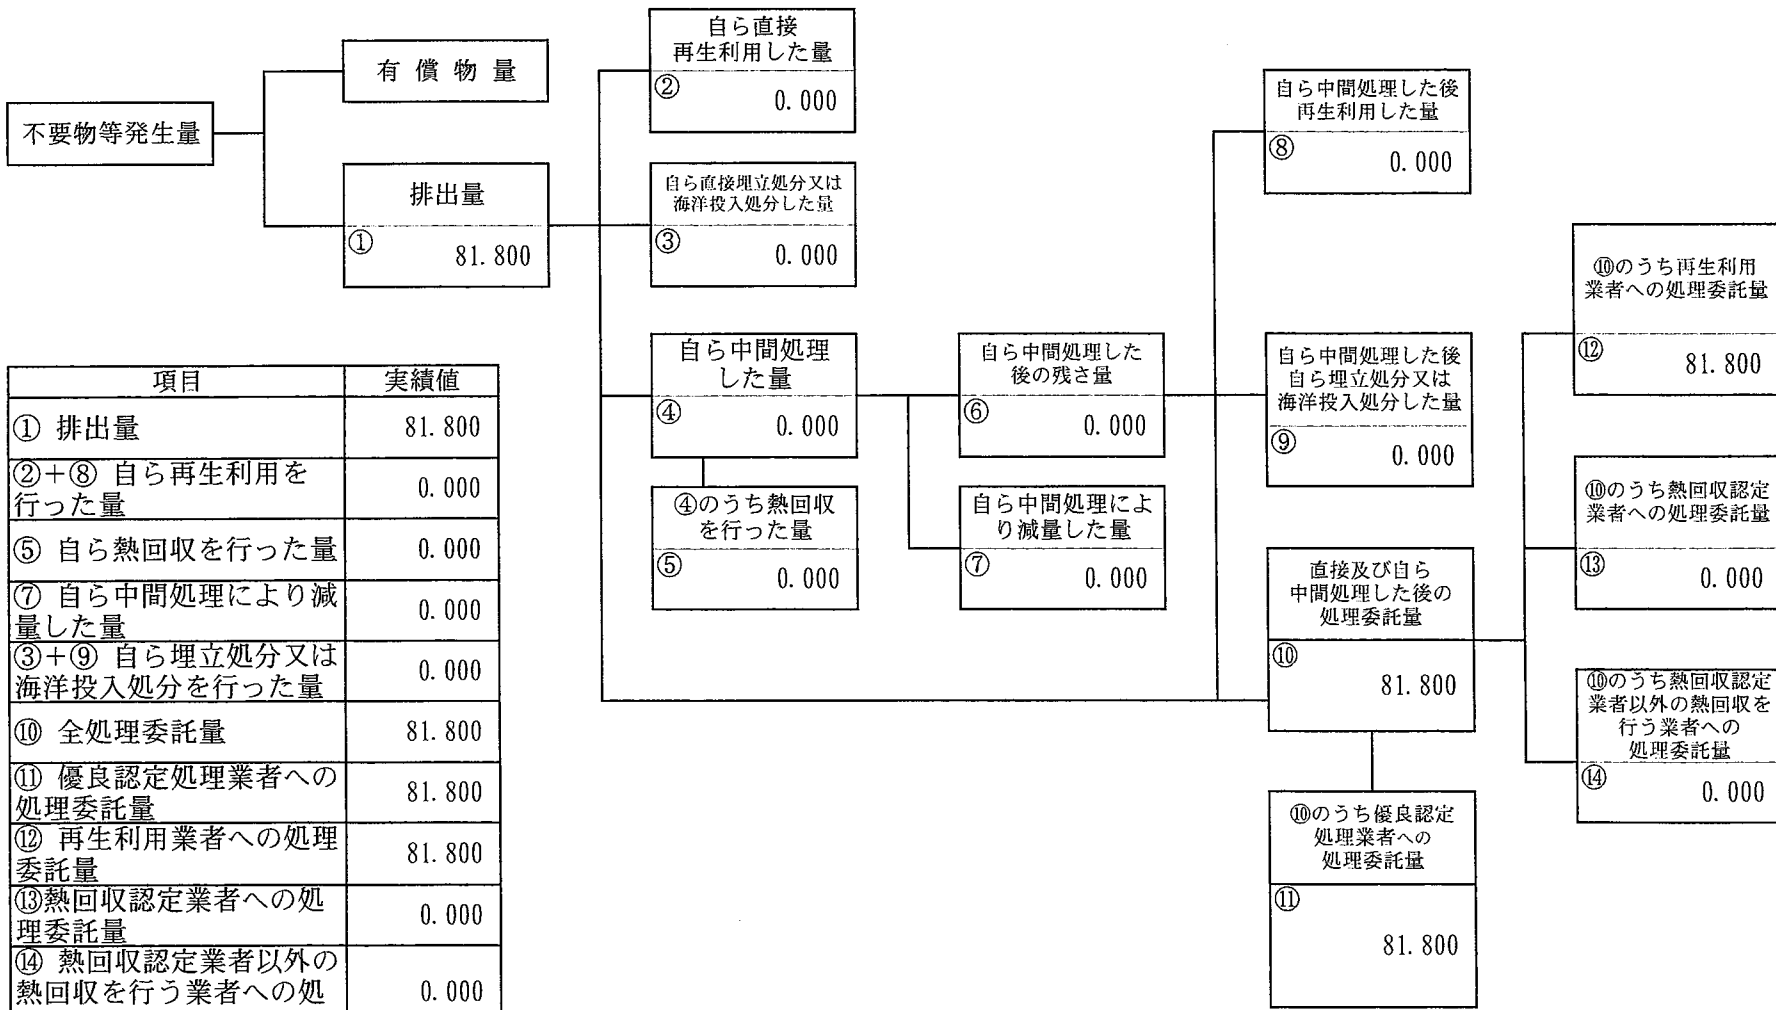 不要物等発生量
有償物量
排出量
①
81.800
自ら直接
再生利用した量
②
0.000
自ら直接埋立処分又は
海洋投入処分した量
③
0.000
自ら中間処理
した量
④
0.000
④のうち熱回収
を行った量
⑤
0.000
自ら中間処理した
後の残さ量
⑥
0.000
自ら中間処理によ
り減量した量
⑦
0.000
自ら中間処理した後
再生利用した量
⑧
0.000
自ら中間処理した後
自ら埋立処分又は
海洋投入処分した量
⑨
0.000
直接及び自ら
中間処理した後の
処理委託量
⑩
81.800
⑩のうち優良認定
処理業者への
処理委託量
⑪
81.800
⑩のうち再生利用
業者への処理委託量
⑫
81.800
⑩のうち熱回収認定
業者への処理委託量
⑬
0.000
⑩のうち熱回収認定
業者以外の熱回収を
行う業者への
処理委託量
⑭
0.000
項目 実績値
① 排出量 81.800
②+⑧ 自ら再生利用を
行った量 0.000
⑤ 自ら熱回収を行った量 0.000
⑦ 自ら中間処理により減
量した量 0.000
③+⑨ 自ら埋立処分又は
海洋投入処分を行った量 0.000
⑩ 全処理委託量 81.800
⑪ 優良認定処理業者への
処理委託量 81.800
⑫ 再生利用業者への処理
委託量 81.800
⑬熱回収認定業者への処
理委託量 0.000
⑭ 熱回収認定業者以外の
熱回収を行う業者への処 0.000